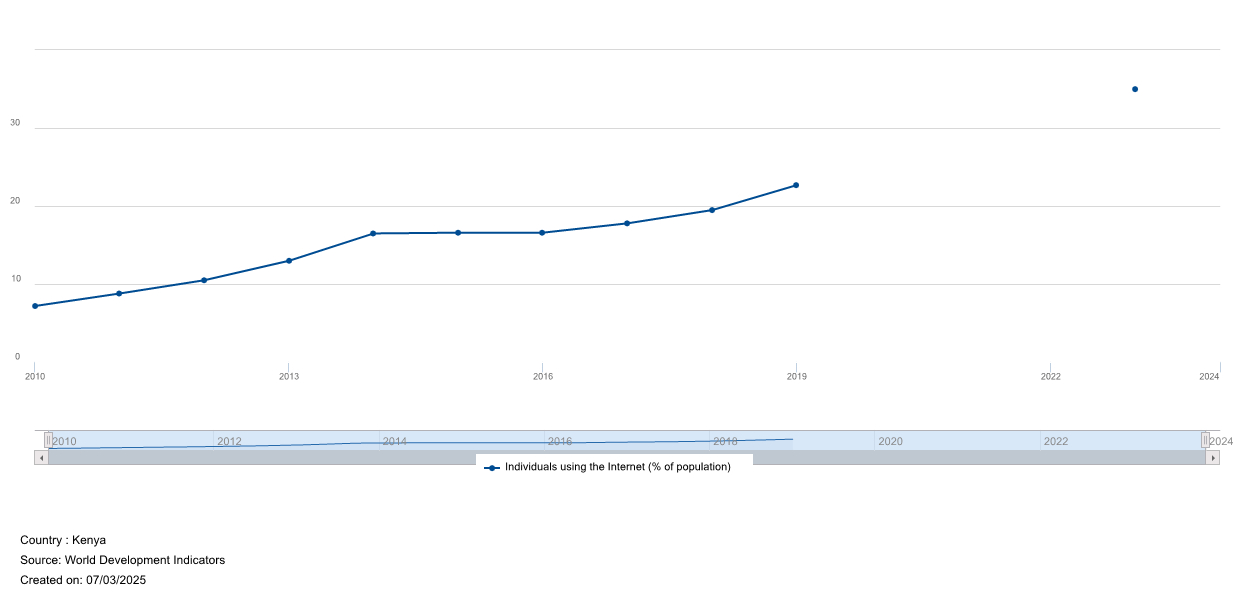 30
20
10
0
2010 2013 2016 2019 2022 2024
2010 2012 2014 2016 2018 2020 2022 2024
Individuals using the Internet (% of population)
Country : Kenya
Source: World Development Indicators
Created on: 07/03/2025